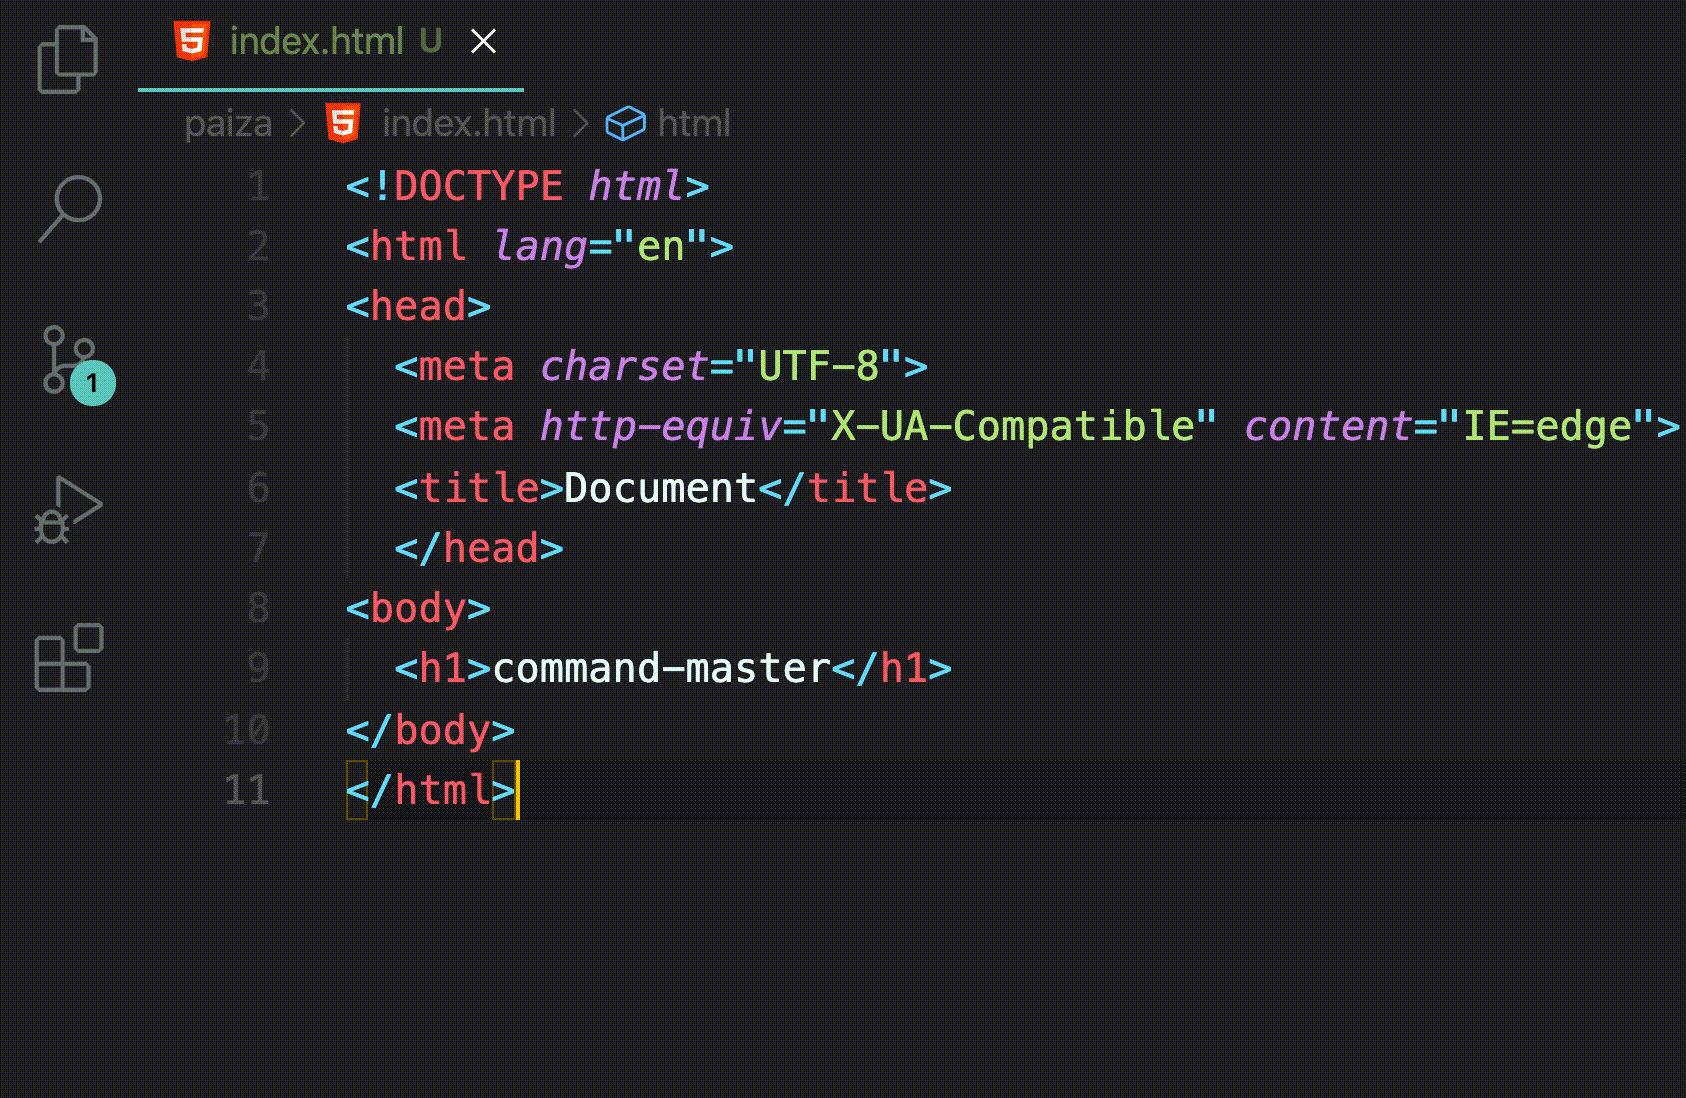 index.html U
paiza > index.html > html
1 <!DOCTYPE html>
2 <html lang="en">
3 <head>
4   <meta charset="UTF-8">
5   <meta http-equiv="X-UA-Compatible" content="IE=edge">
6   <title>Document</title>
7   </head>
8 <body>
9   <h1>command-master</h1>
10 </body>
11 </html>
1